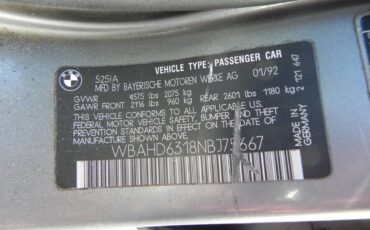 VEHICLE TYPE: PASSENGER CAR
525iA
MFD BY BAYERISCHE MOTOREN WERKE AG 01/92
GVWR 4575 lbs 2075 kg
GAWR FRONT 2116 lbs 960 kg REAR 2601 lbs 1180 kg
THIS VEHICLE CONFORMS TO ALL APPLICABLE
FEDERAL MOTOR VEHICLE SAFETY, BUMPER, AND
THEFT PREVENTION STANDARDS IN EFFECT ON THE
DATE OF MANUFACTURE SHOWN ABOVE.
WBAHD6318NBJ75667
MADE IN
GERMANY
2 121 647